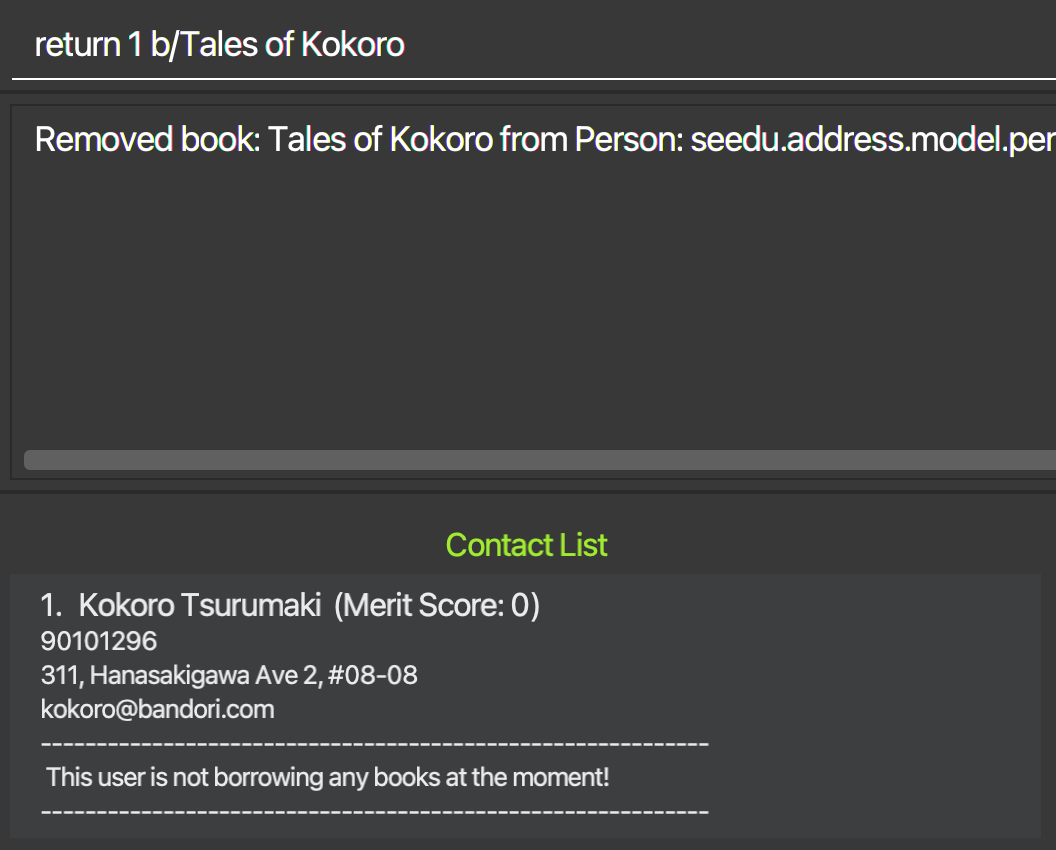 return 1 b/Tales of Kokoro
Removed book: Tales of Kokoro from Person: seedu.address.model.per
Contact List
1. Kokoro Tsurumaki (Merit Score: 0)
90101296
311, Hanasakigawa Ave 2, #08-08
kokoro@bandori.com
------------------------------------------------------------
This user is not borrowing any books at the moment!
------------------------------------------------------------